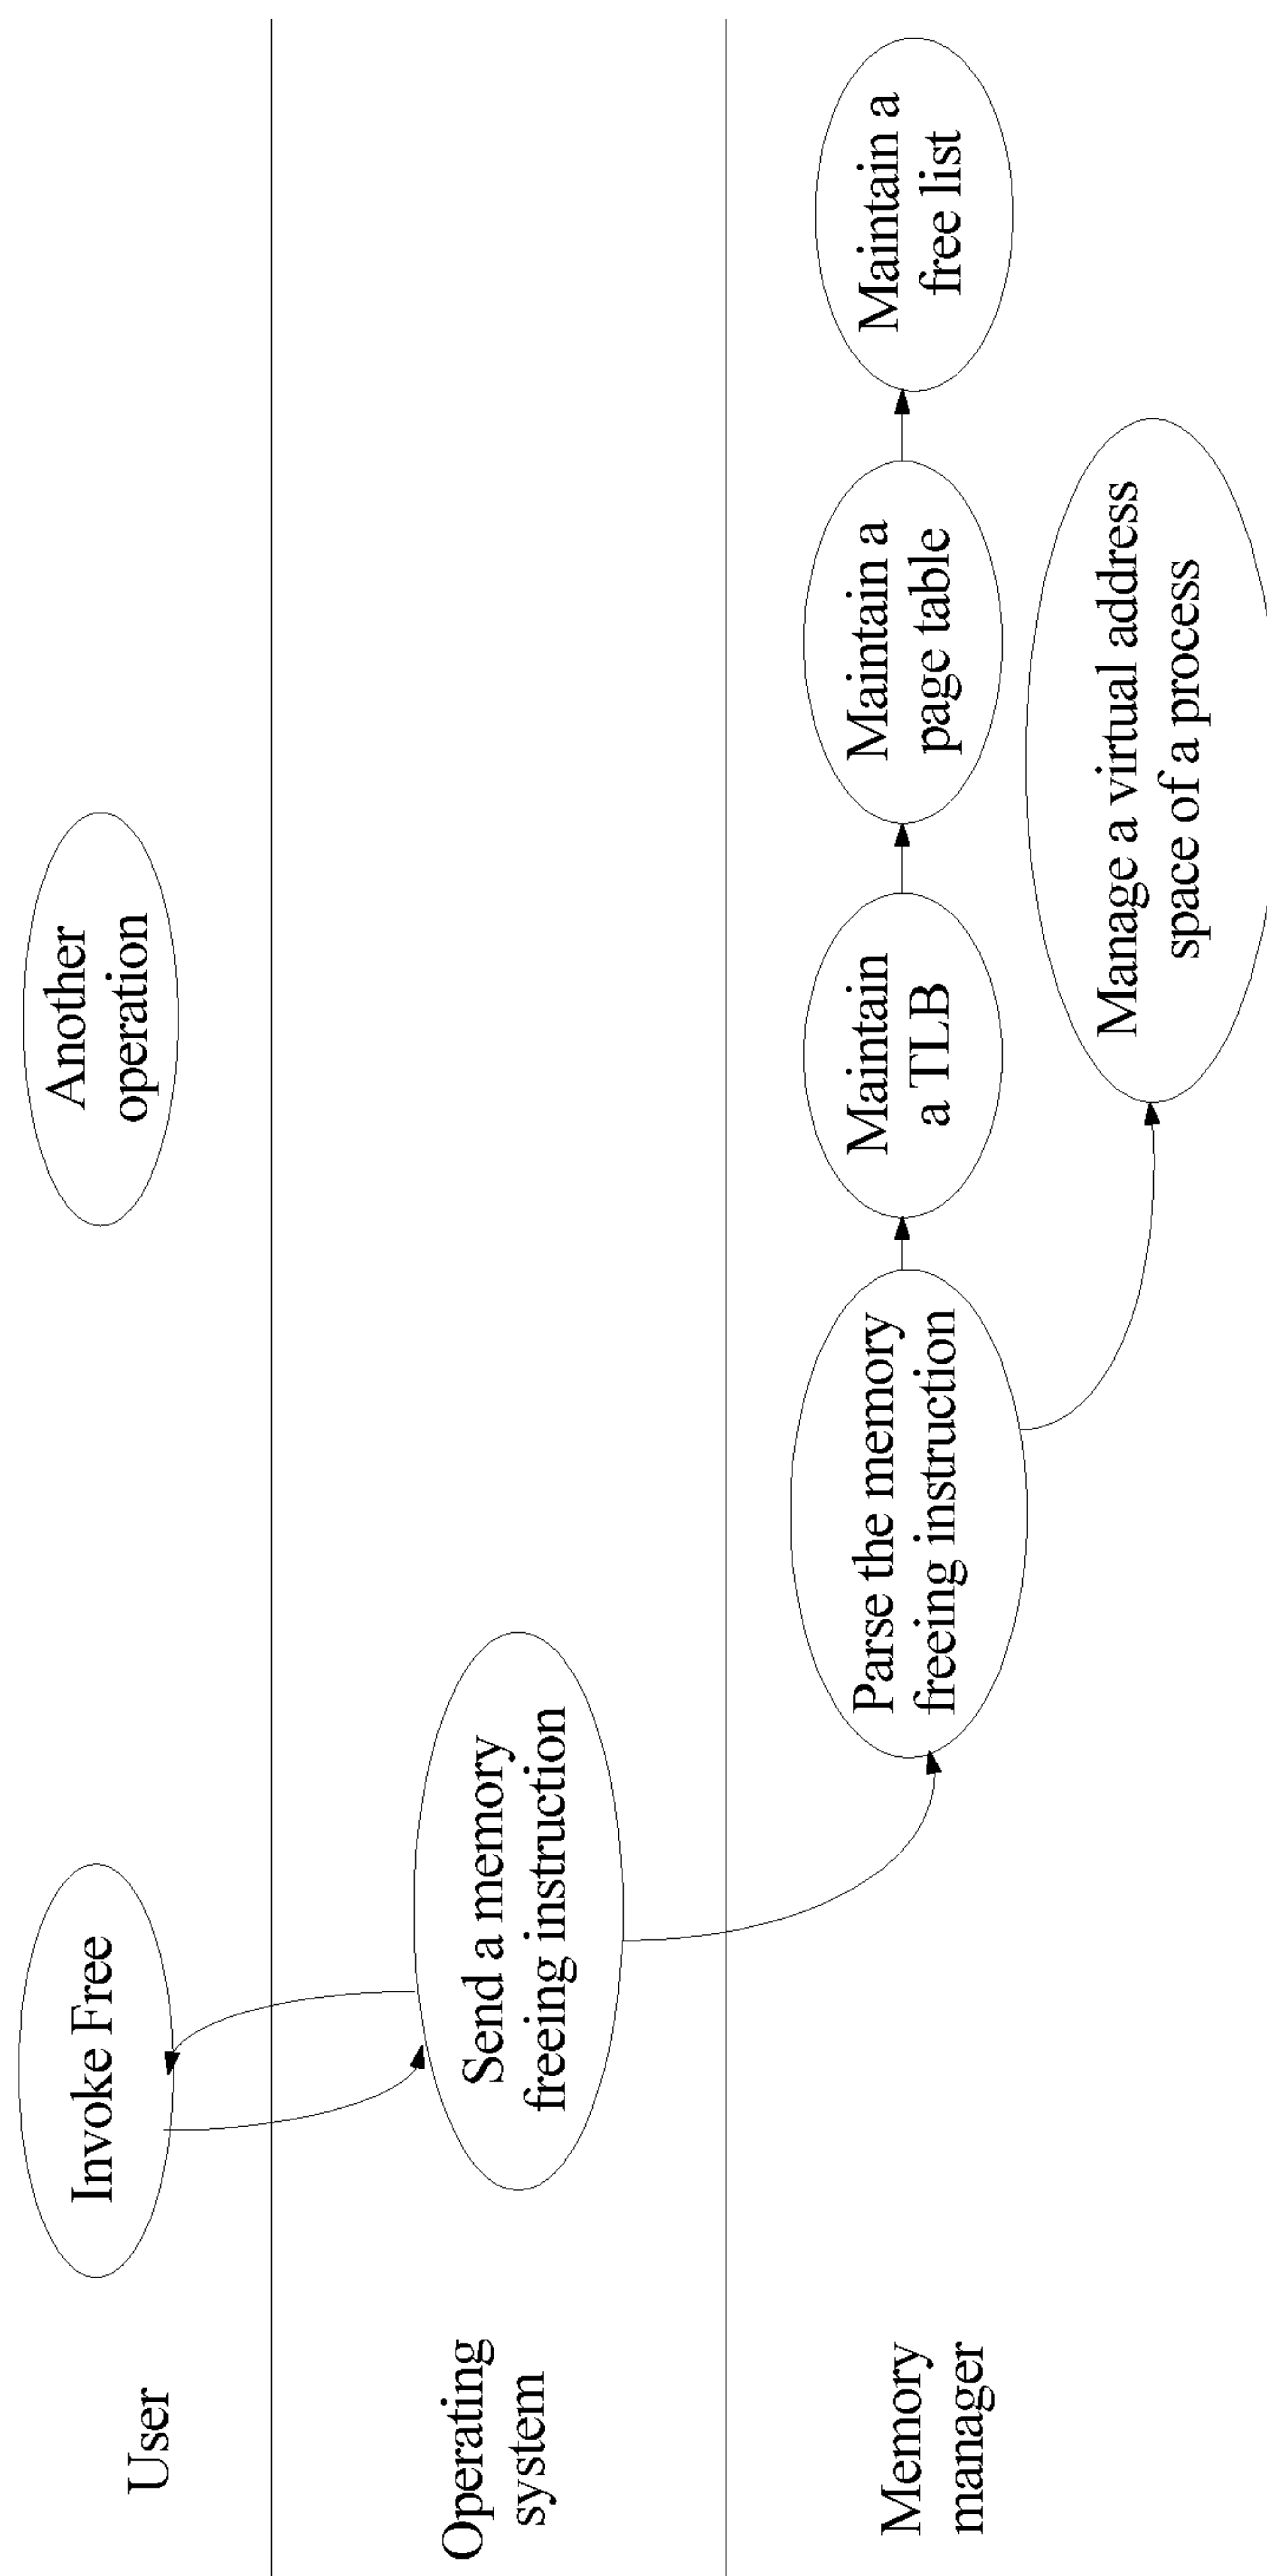 User
Invoke Free
Another
operation
Operating
system
Send a memory
freeing instruction
Memory
manager
Parse the memory
freeing instruction
Maintain
a TLB
Maintain a
page table
Maintain a
free list
Manage a virtual address
space of a process